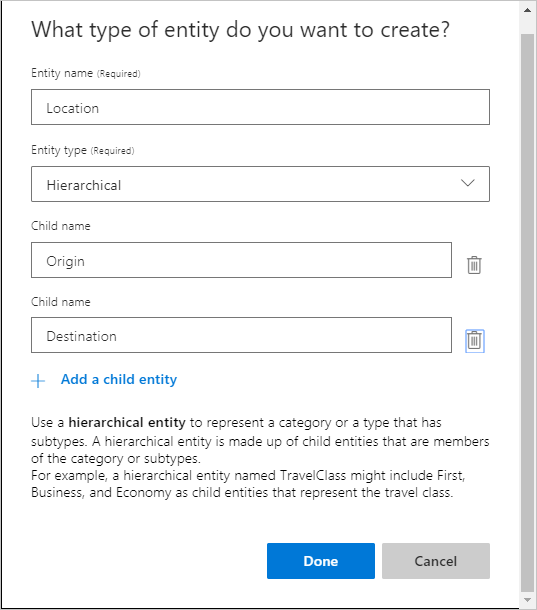 What type of entity do you want to create?
Entity name (Required)
Location
Entity type (Required)
Hierarchical
Child name
Origin
Child name
Destination
+ Add a child entity
Use a hierarchical entity to represent a category or a type that has
subtypes. A hierarchical entity is made up of child entities that are members
of the category or subtypes.
For example, a hierarchical entity named TravelClass might include First,
Business, and Economy as child entities that represent the travel class.
Done
Cancel